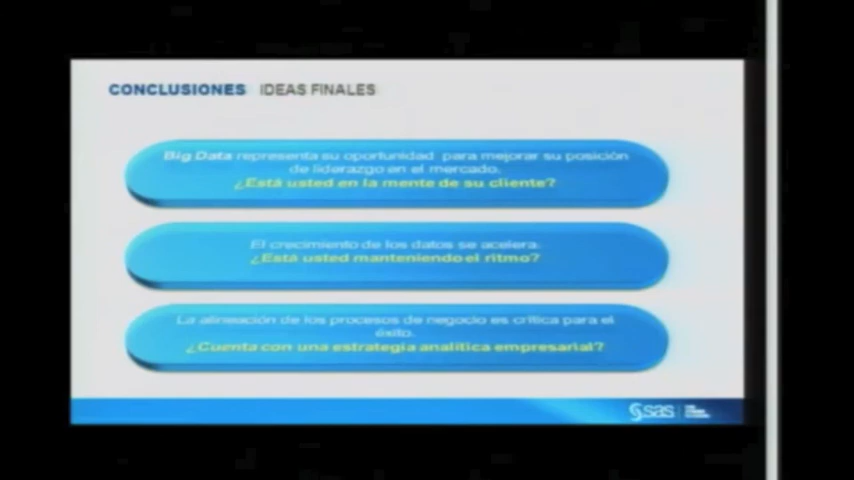 CONCLUSIONES IDEAS FINALES
Big Data representa su oportunidad para mejorar su posición
de liderazgo en el mercado.
¿Está usted en la mente de su cliente?
El crecimiento de los datos se acelera.
¿Está usted manteniendo el ritmo?
La alineación de los procesos de negocio es crítica para el
éxito.
¿Cuenta con una estrategia analítica empresarial?
sas